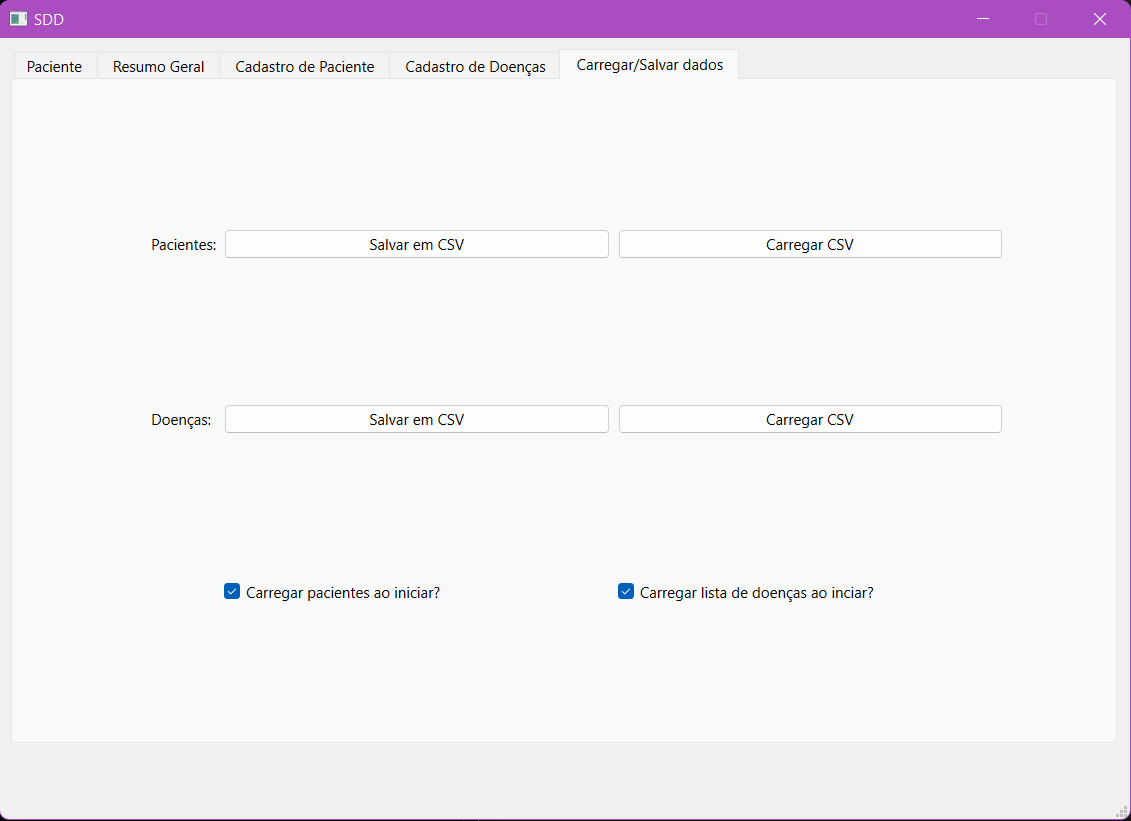 SDD
Paciente Resumo Geral Cadastro de Paciente Cadastro de Doenças Carregar/Salvar dados
Pacientes: Salvar em CSV Carregar CSV
Doenças: Salvar em CSV Carregar CSV
Carregar pacientes ao iniciar? Carregar lista de doenças ao inciar?